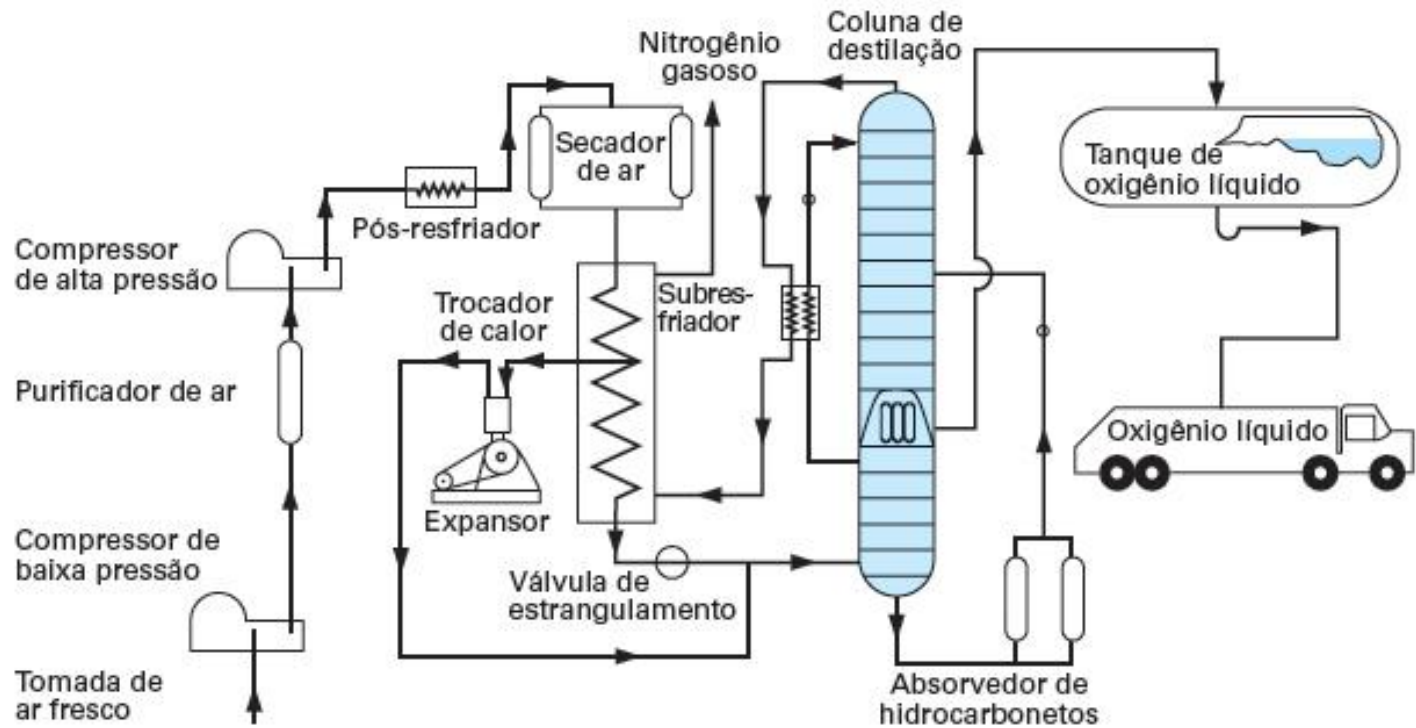 Coluna de
destilação
Nitrogênio
gasoso
Secador
de ar
Tanque de
oxigênio líquido
Pós-resfriador
Compressor
de alta pressão
Trocador
de calor
Subres-
friador
Purificador de ar
Oxigênio líquido
Expansor
Compressor de
baixa pressão
Válvula de
estrangulamento
Tomada de
ar fresco
Absorvedor de
hidrocarbonetos